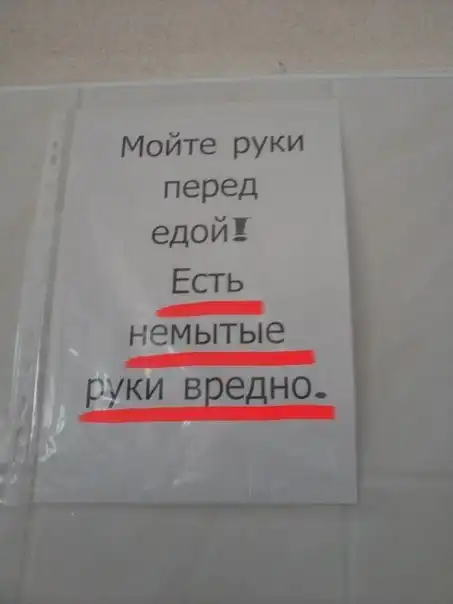 Мойте руки
перед
едой!
Есть
немытые
руки вредно.